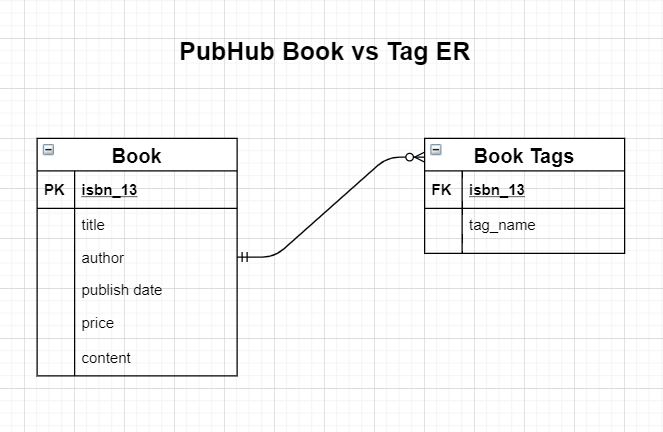 PubHub Book vs Tag ER
Book
PK isbn_13
title
author
publish date
price
content
Book Tags
FK isbn_13
tag_name